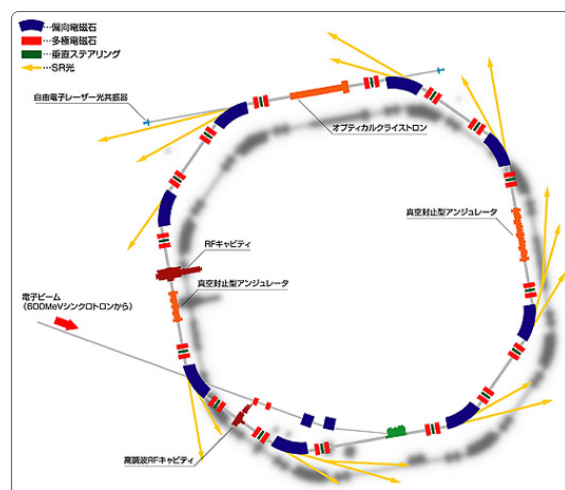 …偏向電磁石
…多極電磁石
…垂直ステアリング
…SR光
自由電子レーザー光共振器
オプティカルクライストロン
真空封止型アンジュレータ
RFキャビティ
真空封止型アンジュレータ
電子ビーム
(600MeVシンクロトロンから)
高調波RFキャビティ